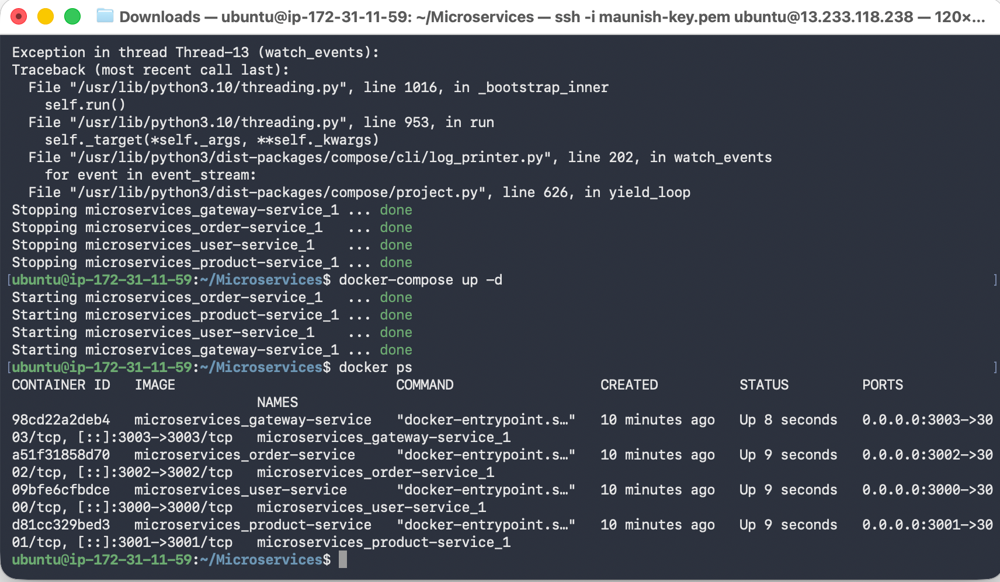 Downloads — ubuntu@ip-172-31-11-59: ~/Microservices — ssh -i maunish-key.pem ubuntu@13.233.118.238 — 120×...
Exception in thread Thread-13 (watch_events):
Traceback (most recent call last):
  File "/usr/lib/python3.10/threading.py", line 1016, in _bootstrap_inner
    self.run()
  File "/usr/lib/python3.10/threading.py", line 953, in run
    self._target(*self._args, **self._kwargs)
  File "/usr/lib/python3/dist-packages/compose/cli/log_printer.py", line 202, in watch_events
    for event in event_stream:
  File "/usr/lib/python3/dist-packages/compose/project.py", line 626, in yield_loop
Stopping microservices_gateway-service_1 ... done
Stopping microservices_order-service_1   ... done
Stopping microservices_user-service_1    ... done
Stopping microservices_product-service_1 ... done
[ubuntu@ip-172-31-11-59:~/Microservices$ docker-compose up -d ]
Starting microservices_order-service_1   ... done
Starting microservices_product-service_1 ... done
Starting microservices_user-service_1    ... done
Starting microservices_gateway-service_1 ... done
[ubuntu@ip-172-31-11-59:~/Microservices$ docker ps ]
CONTAINER ID   IMAGE                           COMMAND                  CREATED          STATUS         PORTS
                              NAMES
98cd22a2deb4   microservices_gateway-service   "docker-entrypoint.s…"   10 minutes ago   Up 8 seconds   0.0.0.0:3003->30
03/tcp, [::]:3003->3003/tcp   microservices_gateway-service_1
a51f31858d70   microservices_order-service     "docker-entrypoint.s…"   10 minutes ago   Up 9 seconds   0.0.0.0:3002->30
02/tcp, [::]:3002->3002/tcp   microservices_order-service_1
09bfe6cfbdce   microservices_user-service      "docker-entrypoint.s…"   10 minutes ago   Up 9 seconds   0.0.0.0:3000->30
00/tcp, [::]:3000->3000/tcp   microservices_user-service_1
d81cc329bed3   microservices_product-service   "docker-entrypoint.s…"   10 minutes ago   Up 9 seconds   0.0.0.0:3001->30
01/tcp, [::]:3001->3001/tcp   microservices_product-service_1
ubuntu@ip-172-31-11-59:~/Microservices$